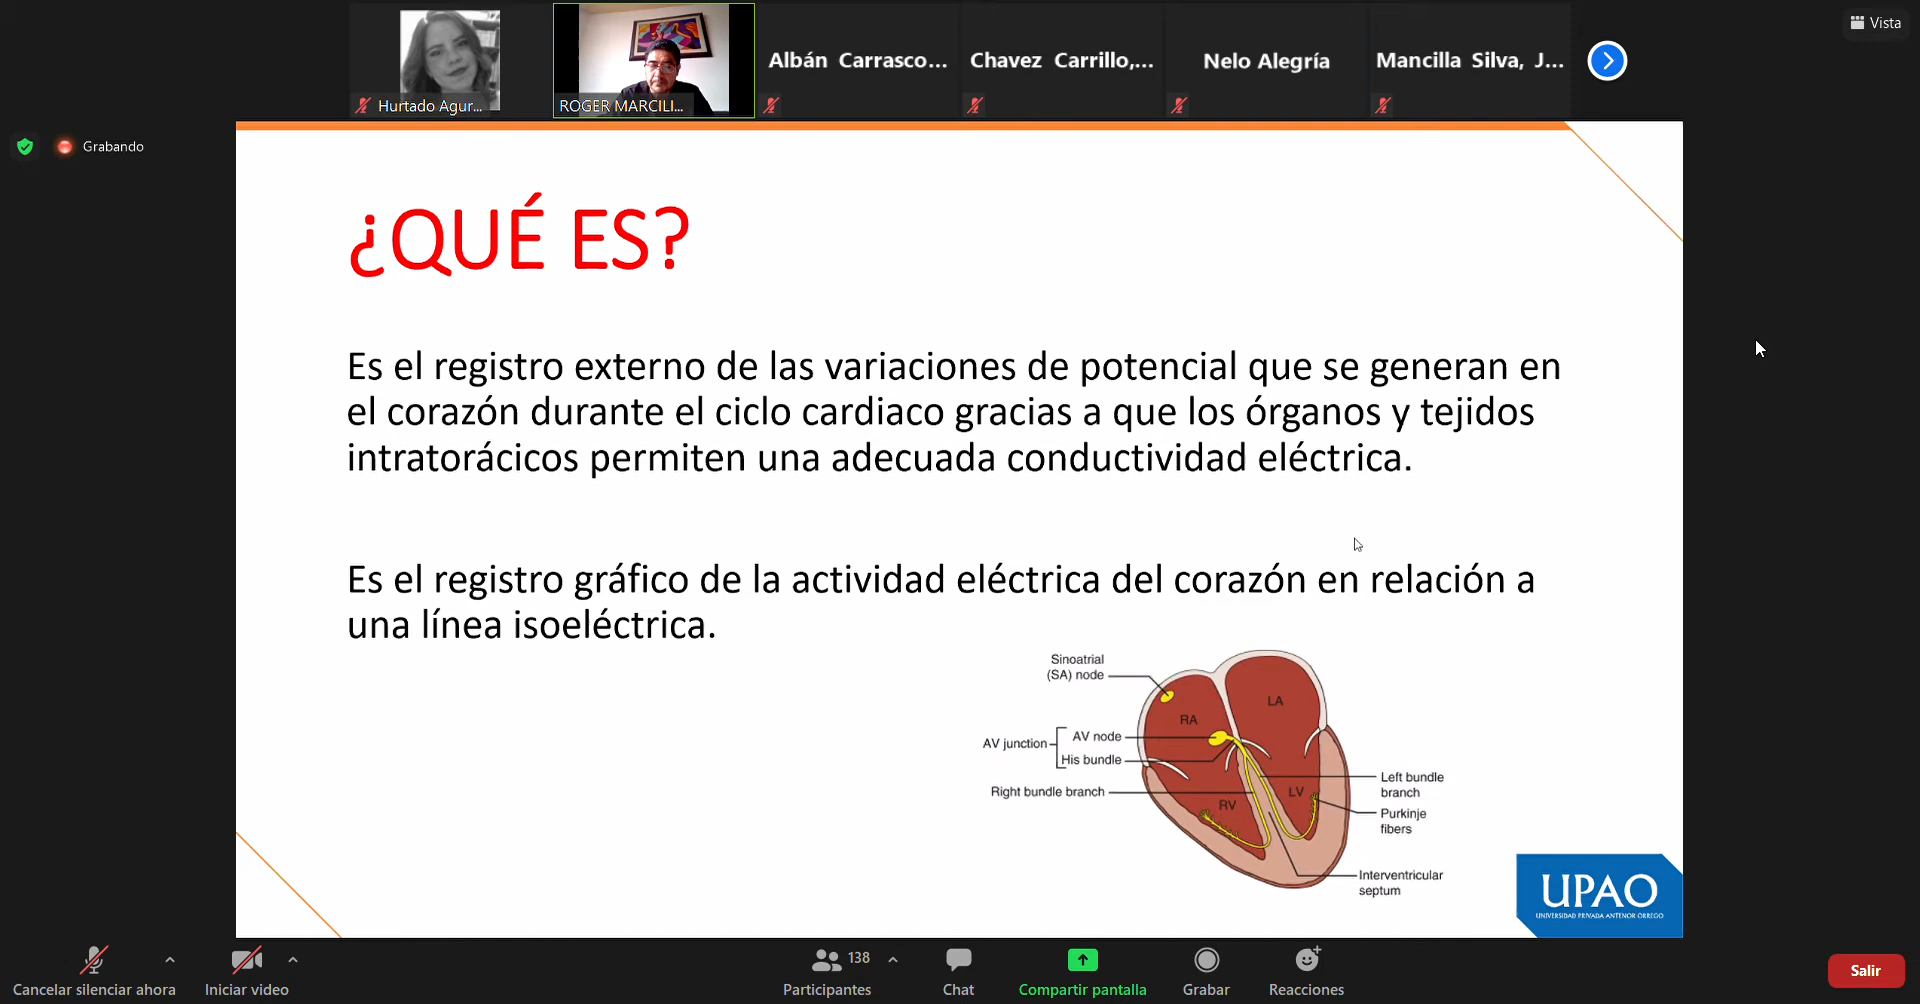 Vista
Hurtado Agur...
ROGER MARCILI...
Albán Carrasco...
Chavez Carrillo,...
Nelo Alegría
Mancilla Silva, J...
Grabando
¿QUÉ ES?
Es el registro externo de las variaciones de potencial que se generan en
el corazón durante el ciclo cardiaco gracias a que los órganos y tejidos
intratorácicos permiten una adecuada conductividad eléctrica.
Es el registro gráfico de la actividad eléctrica del corazón en relación a
una línea isoeléctrica.
Sinoatrial
(SA) node
RA
LA
AV junction
AV node
His bundle
Right bundle branch
RV
LV
Left bundle
branch
Purkinje
fibers
Interventricular
septum
UPAO
UNIVERSIDAD PRIVADA ANTENOR ORREGO
Cancelar silenciar ahora
Iniciar video
138
Participantes
Chat
Compartir pantalla
Grabar
Reacciones
Salir